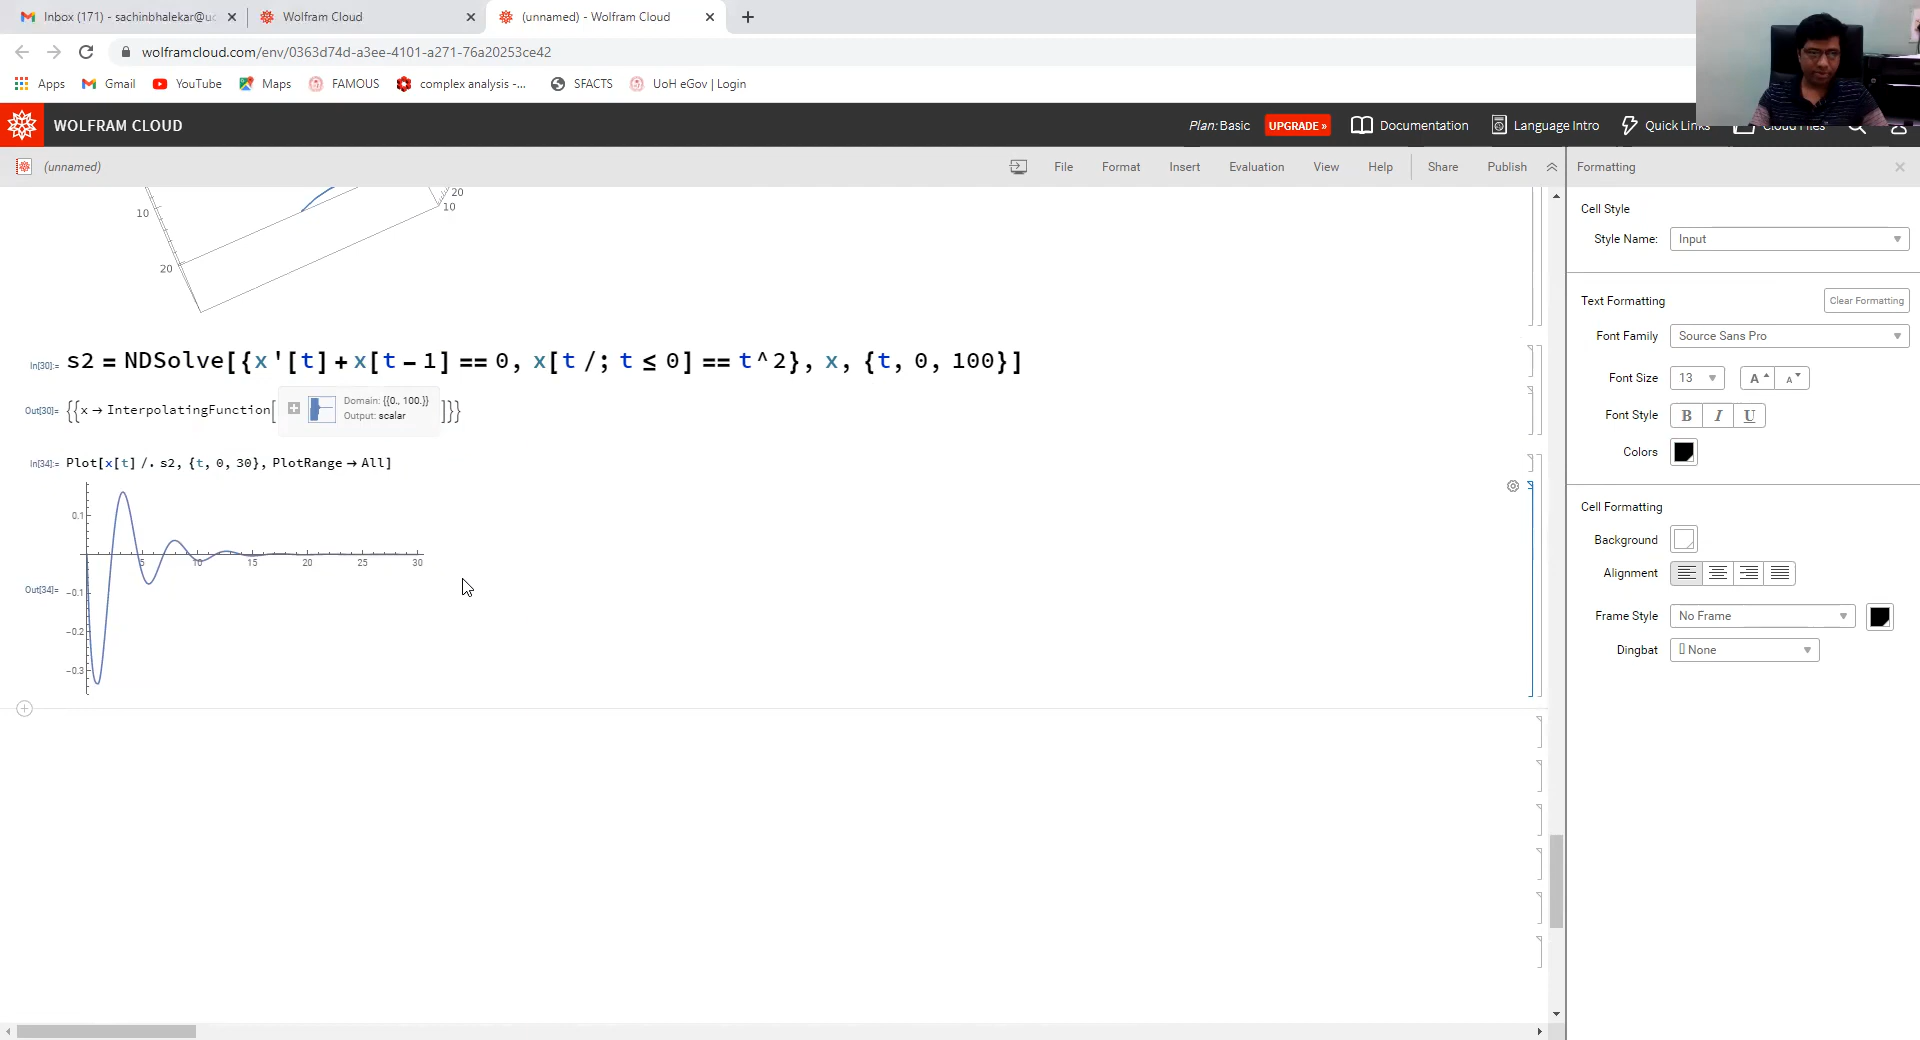 Inbox (171) - sachinbhalekar@u
Wolfram Cloud
(unnamed) - Wolfram Cloud
wolframcloud.com/env/0363d74d-a3ee-4101-a271-76a20253ce42
Apps
Gmail
YouTube
Maps
FAMOUS
complex analysis -...
SFACTS
UoH eGov | Login
WOLFRAM CLOUD
Plan: Basic
UPGRADE »
Documentation
Language Intro
Quick Links
Cloud Files
(unnamed)
File
Format
Insert
Evaluation
View
Help
Share
Publish
Formatting
20
10
10
20
In[30]:= s2 = NDSolve[{x'[t] + x[t - 1] == 0, x[t /; t ≤ 0] == t^2}, x, {t, 0, 100}]
Out[30]= {{x → InterpolatingFunction[ Domain: {{0., 100.}} ]}}
Output: scalar
In[34]:= Plot[x[t] /. s2, {t, 0, 30}, PlotRange → All]
0.1
5 10 15 20 25 30
Out[34]= -0.1
-0.2
-0.3
Cell Style
Style Name: Input
Text Formatting
Clear Formatting
Font Family Source Sans Pro
Font Size 13 A A
Font Style B I U
Colors
Cell Formatting
Background
Alignment
Frame Style No Frame
Dingbat None